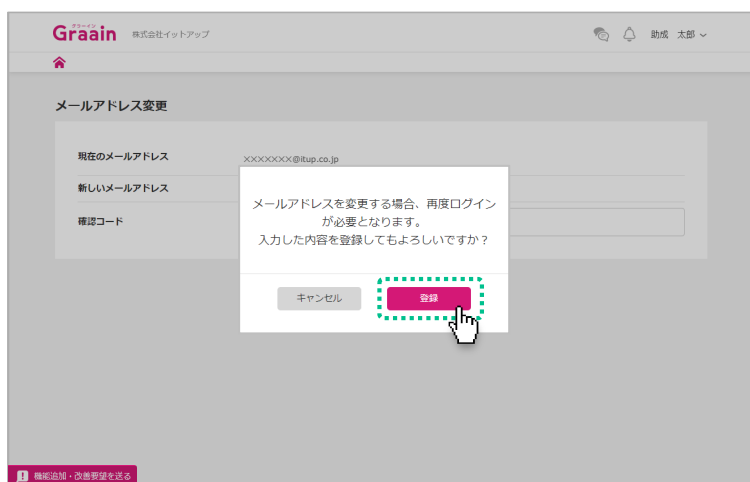 グラーイン
Graain 株式会社イットアップ 助成 太郎
メールアドレス変更
現在のメールアドレス XXXXXXX@itup.co.jp
新しいメールアドレス
確認コード
メールアドレスを変更する場合、再度ログイン
が必要となります。
入力した内容を登録してもよろしいですか？
キャンセル 登録
機能追加・改善要望を送る